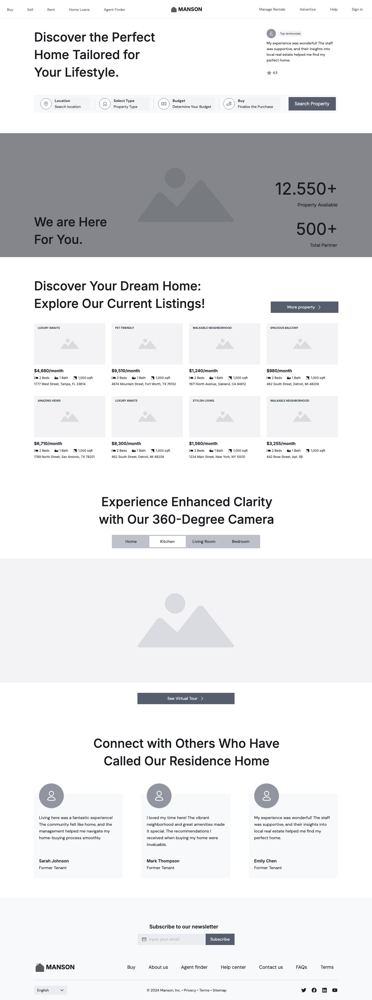 Buy Sell Rent Home Loans Agent Finder MANSON Manage Rentals Advertise Help Sign in
Discover the Perfect
Home Tailored for
Your Lifestyle.
Top testimonials
My experience was wonderful! The staff
was supportive, and their insights into
local real estate helped me find my
perfect home.
4.5
Location
Search location
Select Type
Property Type
Budget
Determine Your Budget
Buy
Finalize the Purchase
Search Property
We are Here
For You.
12.550+
Property Available
500+
Total Partner
Discover Your Dream Home:
Explore Our Current Listings!
More property
LUXURY AWAITS
PET FRIENDLY
WALKABLE NEIGHBORHOOD
SPACIOUS BALCONY
$4,680/month
2 Beds 1 Bath 1,000 sqft
1777 West Street, Tampa, FL 33614
$9,510/month
2 Beds 1 Bath 1,000 sqft
4674 Mountain Street, Fort Worth, TX 76132
$1,240/month
2 Beds 1 Bath 1,000 sqft
1671 North Avenue, Oakland, CA 94612
$980/month
2 Beds 1 Bath 1,000 sqft
462 South Street, Detroit, MI 48206
AMAZING VIEWS
LUXURY AWAITS
STYLISH LIVING
WALKABLE NEIGHBORHOOD
$6,710/month
2 Beds 1 Bath 1,000 sqft
1789 North Street, San Antonio, TX 78201
$8,300/month
2 Beds 1 Bath 1,000 sqft
462 South Street, Detroit, MI 48206
$1,560/month
2 Beds 1 Bath 1,000 sqft
1234 Main Street, New York, NY 10001
$3,255/month
2 Beds 1 Bath 1,000 sqft
Apt. 3B
Experience Enhanced Clarity
with Our 360-Degree Camera
Home Kitchen Living Room Bedroom
See Virtual Tour
Connect with Others Who Have
Called Our Residence Home
Living here was a fantastic experience!
The community felt like home, and the
management helped me navigate my
home-buying process smoothly.
Sarah Johnson
Former Tenant
I loved my time here! The vibrant
neighborhood and great amenities made
it special. The recommendations I
received when buying my home were
invaluable.
Mark Thompson
Former Tenant
My experience was wonderful! The staff
was supportive, and their insights into
local real estate helped me find my
perfect home.
Emily Chen
Former Tenant
Subscribe to our newsletter
Input your email
Subscribe
MANSON Buy About us Agent finder Help center Contact us FAQs Terms
English
© 2024 Manson, Inc. • Privacy • Terms • Sitemap